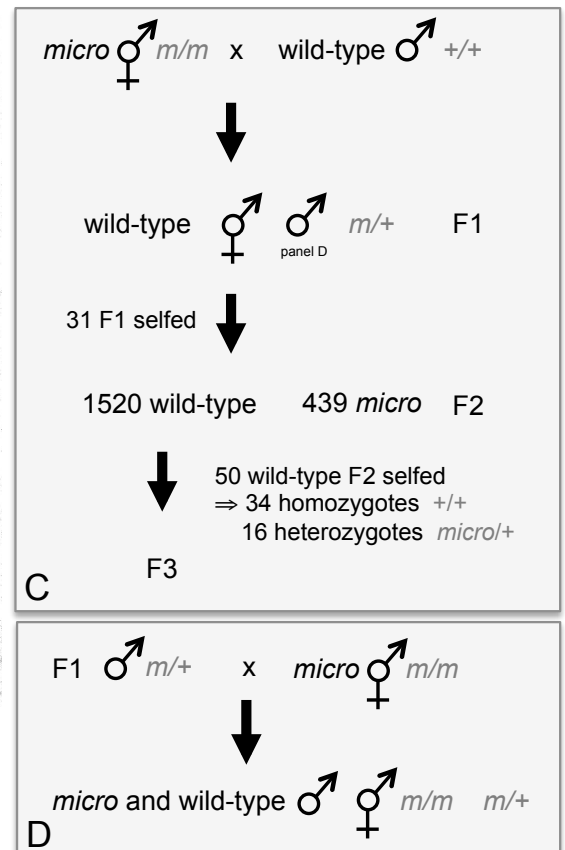 micro m/m x wild-type +/+
wild-type m/+ F1
panel D
31 F1 selfed
1520 wild-type 439 micro F2
50 wild-type F2 selfed
⇒ 34 homozygotes +/+
16 heterozygotes micro/+
F3
C
F1 m/+ x micro m/m
micro and wild-type m/m m/+
D